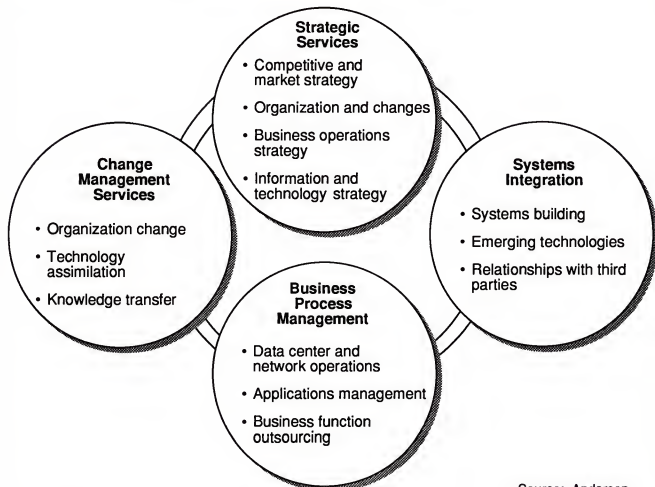 Strategic
Services
• Competitive and
market strategy
• Organization and changes
• Business operations
strategy
• Information and
technology strategy
Change
Management
Services
• Organization change
• Technology
assimilation
• Knowledge transfer
Systems
Integration
• Systems building
• Emerging technologies
• Relationships with third
parties
Business
Process
Management
• Data center and
network operations
• Applications management
• Business function
outsourcing
Source: Andersen